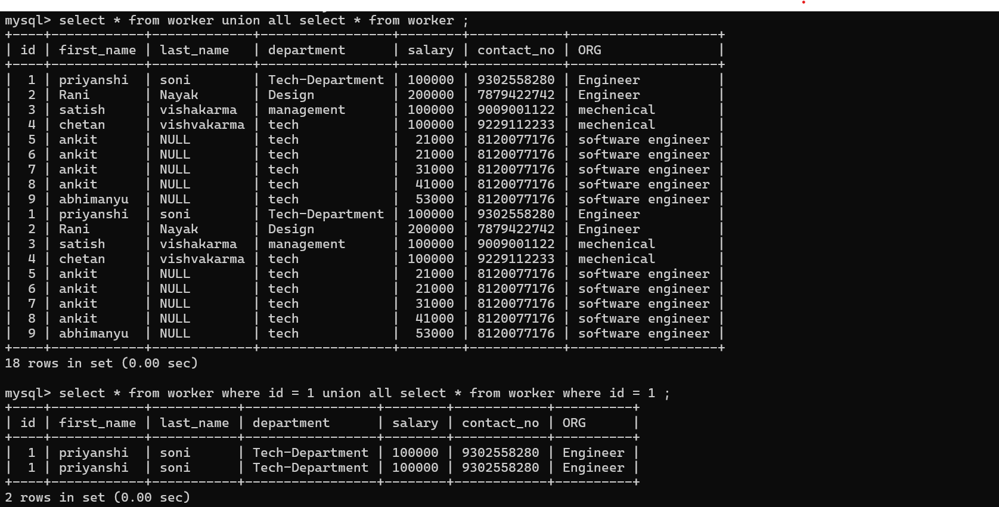 mysql> select * from worker union all select * from worker ;
+----+------------+-------------+-----------------+--------+------------+-------------------+
| id | first_name | last_name   | department      | salary | contact_no | ORG               |
+----+------------+-------------+-----------------+--------+------------+-------------------+
|  1 | priyanshi  | soni        | Tech-Department | 100000 | 9302558280 | Engineer          |
|  2 | Rani       | Nayak       | Design          | 200000 | 7879422742 | Engineer          |
|  3 | satish     | vishakarma  | management      | 100000 | 9009001122 | mechenical        |
|  4 | chetan     | vishvakarma | tech            | 100000 | 9229112233 | mechenical        |
|  5 | ankit      | NULL        | tech            |  21000 | 8120077176 | software engineer |
|  6 | ankit      | NULL        | tech            |  21000 | 8120077176 | software engineer |
|  7 | ankit      | NULL        | tech            |  31000 | 8120077176 | software engineer |
|  8 | ankit      | NULL        | tech            |  41000 | 8120077176 | software engineer |
|  9 | abhimanyu  | NULL        | tech            |  53000 | 8120077176 | software engineer |
|  1 | priyanshi  | soni        | Tech-Department | 100000 | 9302558280 | Engineer          |
|  2 | Rani       | Nayak       | Design          | 200000 | 7879422742 | Engineer          |
|  3 | satish     | vishakarma  | management      | 100000 | 9009001122 | mechenical        |
|  4 | chetan     | vishvakarma | tech            | 100000 | 9229112233 | mechenical        |
|  5 | ankit      | NULL        | tech            |  21000 | 8120077176 | software engineer |
|  6 | ankit      | NULL        | tech            |  21000 | 8120077176 | software engineer |
|  7 | ankit      | NULL        | tech            |  31000 | 8120077176 | software engineer |
|  8 | ankit      | NULL        | tech            |  41000 | 8120077176 | software engineer |
|  9 | abhimanyu  | NULL        | tech            |  53000 | 8120077176 | software engineer |
+----+------------+-------------+-----------------+--------+------------+-------------------+
18 rows in set (0.00 sec)

mysql> select * from worker where id = 1 union all select * from worker where id = 1 ;
+----+------------+-----------+-----------------+--------+------------+----------+
| id | first_name | last_name | department      | salary | contact_no | ORG      |
+----+------------+-----------+-----------------+--------+------------+----------+
|  1 | priyanshi  | soni      | Tech-Department | 100000 | 9302558280 | Engineer |
|  1 | priyanshi  | soni      | Tech-Department | 100000 | 9302558280 | Engineer |
+----+------------+-----------+-----------------+--------+------------+----------+
2 rows in set (0.00 sec)